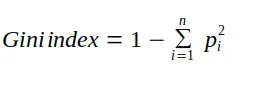 Gini index = 1 − ∑_{i=1}^{n} p_i^2